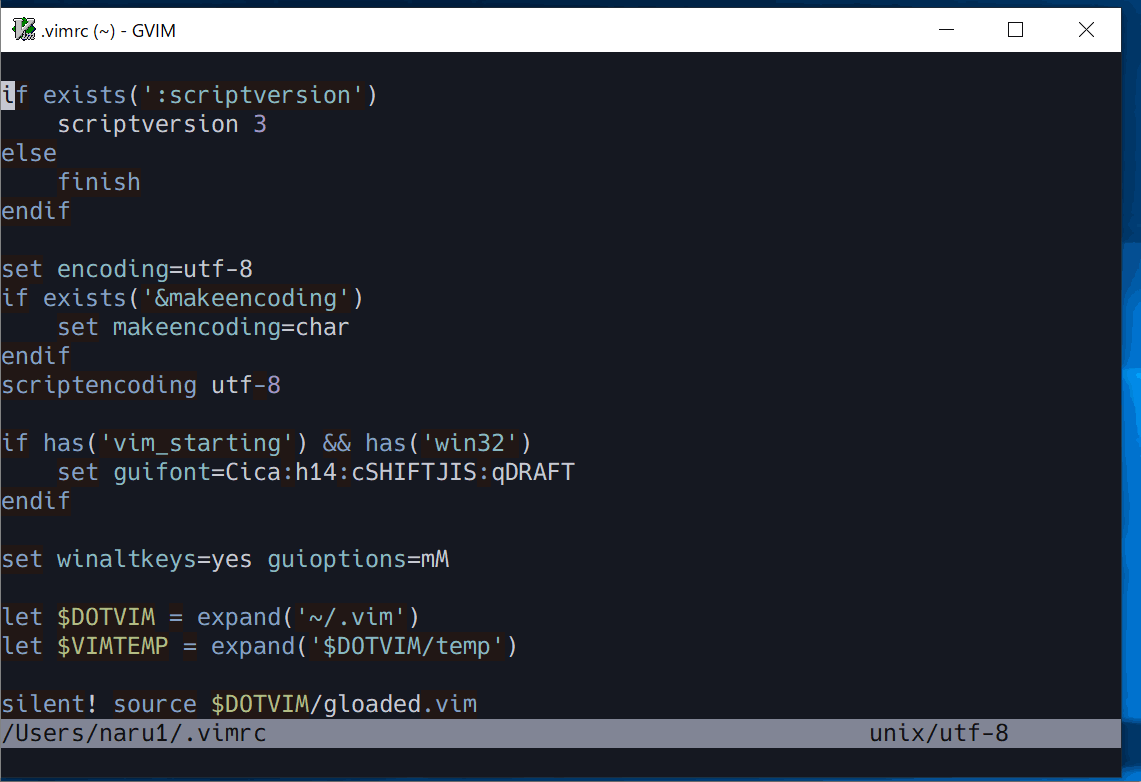 .vimrc (~) - GVIM
if exists(':scriptversion')
    scriptversion 3
else
    finish
endif

set encoding=utf-8
if exists('&makeencoding')
    set makeencoding=char
endif
scriptencoding utf-8

if has('vim_starting') && has('win32')
    set guifont=Cica:h14:cSHIFTJIS:qDRAFT
endif

set winaltkeys=yes guioptions=mM

let $DOTVIM = expand('~/.vim')
let $VIMTEMP = expand('$DOTVIM/temp')

silent! source $DOTVIM/gloaded.vim
/Users/naru1/.vimrc unix/utf-8